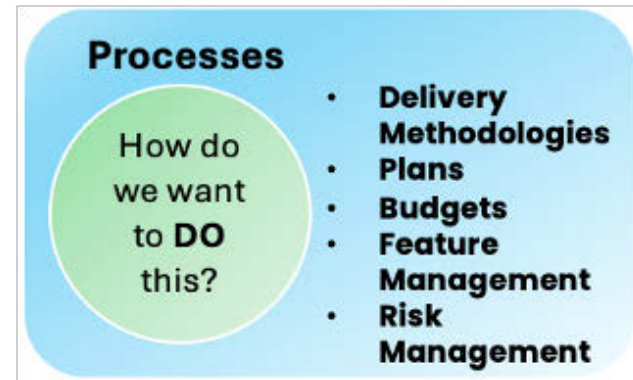 Processes
How do
we want
to DO
this?
• Delivery
Methodologies
• Plans
• Budgets
• Feature
Management
• Risk
Management